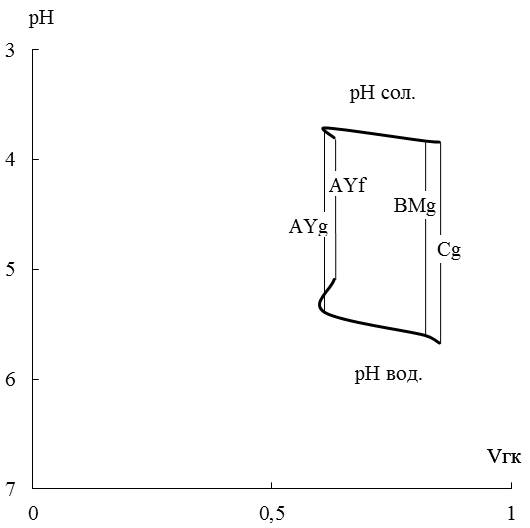 pH
3
pH сол.
4
AYf
BMg
AYg
Cg
5
pH вод.
6
Vгк
7
0 0,5 1